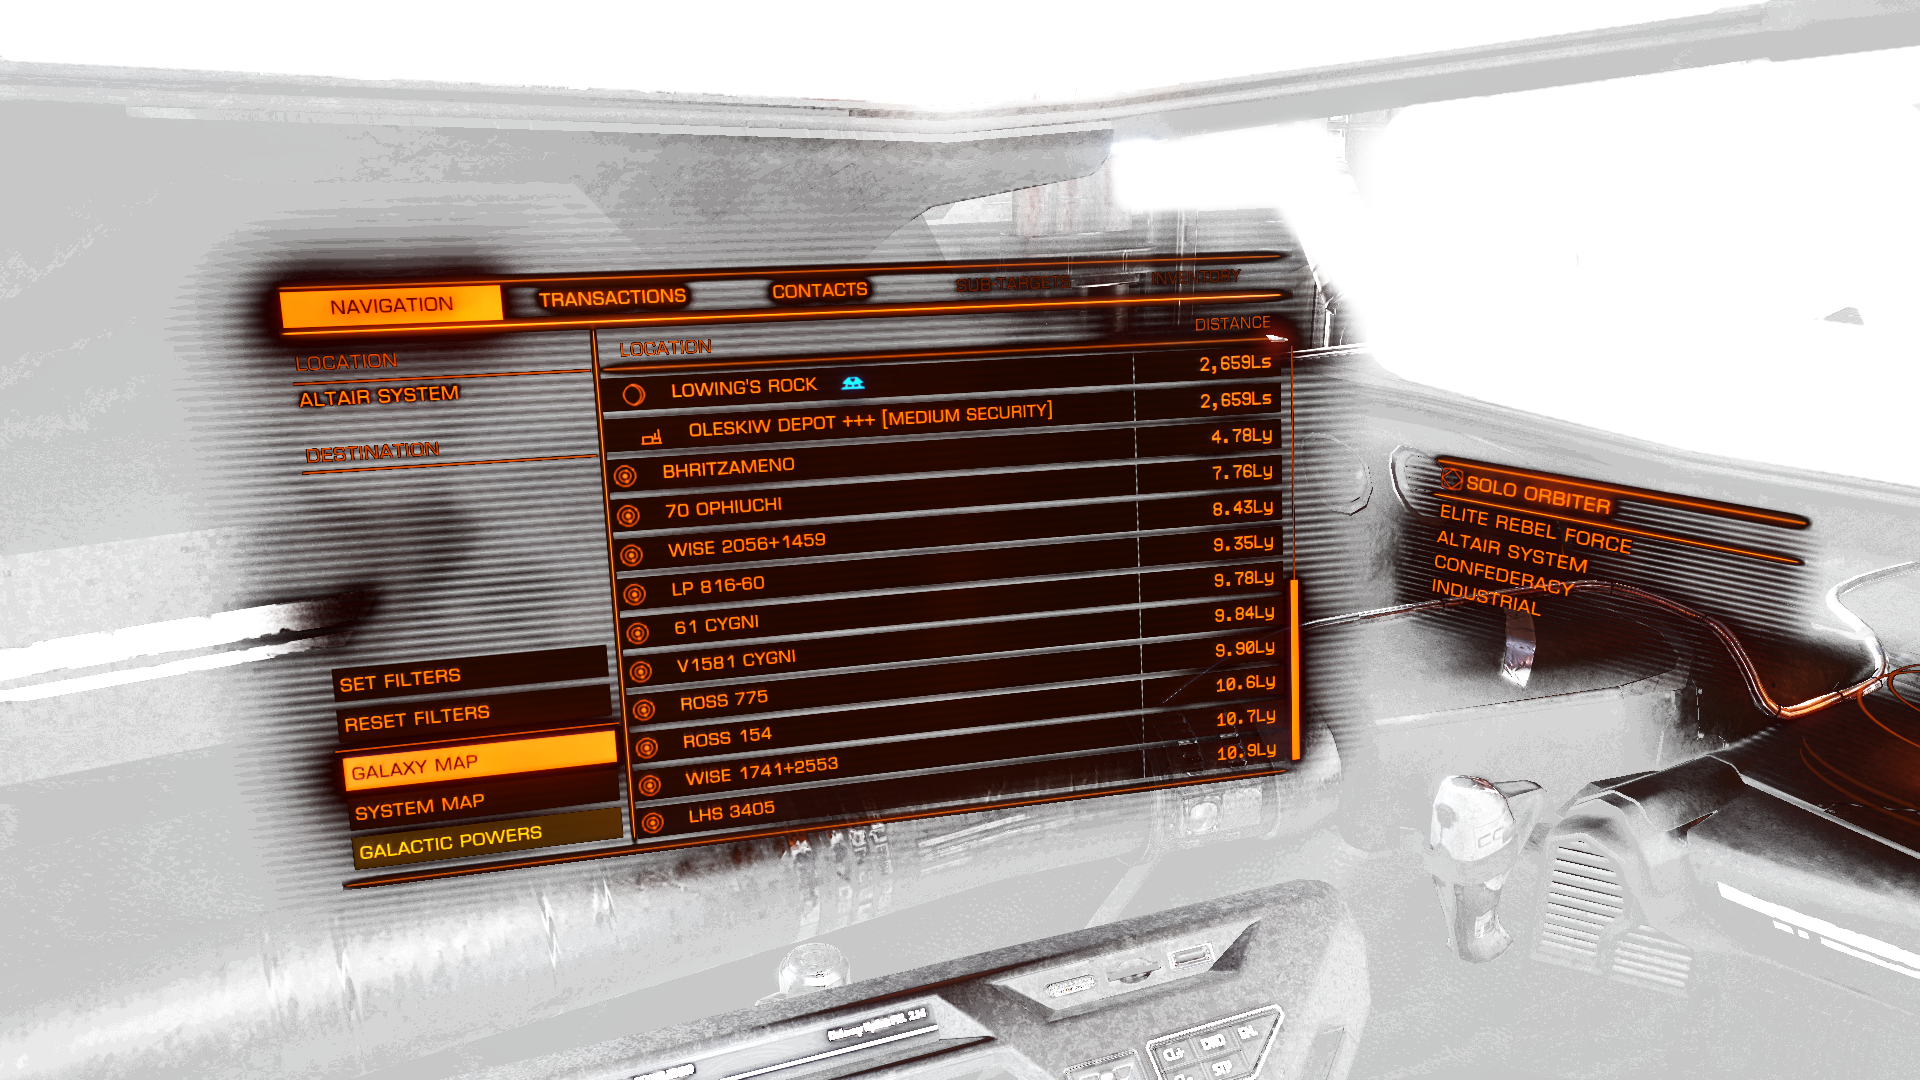 NAVIGATION
TRANSACTIONS
CONTACTS
SUB-TARGETS
INVENTORY
LOCATION
ALTAIR SYSTEM
DESTINATION
SET FILTERS
RESET FILTERS
GALAXY MAP
SYSTEM MAP
GALACTIC POWERS
LOCATION DISTANCE
LOWING'S ROCK 2,659Ls
OLESKIW DEPOT +++ [MEDIUM SECURITY] 2,659Ls
BHRITZAMENO 4.78Ly
70 OPHIUCHI 7.76Ly
WISE 2056+1459 8.43Ly
LP 816-60 9.35Ly
61 CYGNI 9.78Ly
V1581 CYGNI 9.84Ly
ROSS 775 9.90Ly
ROSS 154 10.6Ly
WISE 1741+2553 10.7Ly
LHS 3405 10.9Ly
SOLO ORBITER
ELITE REBEL FORCE
ALTAIR SYSTEM
CONFEDERACY
INDUSTRIAL